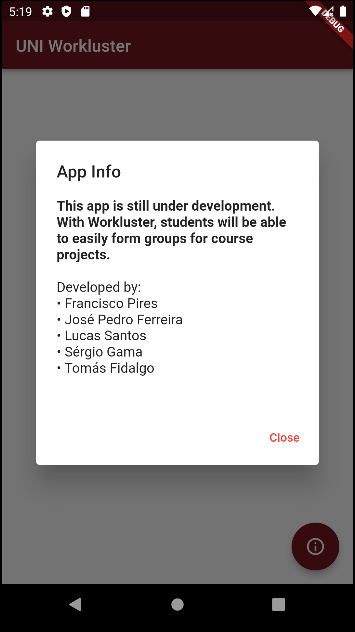 5:19
DEBUG
UNI Workluster
App Info
This app is still under development.
With Workluster, students will be able
to easily form groups for course
projects.
Developed by:
• Francisco Pires
• José Pedro Ferreira
• Lucas Santos
• Sérgio Gama
• Tomás Fidalgo
Close